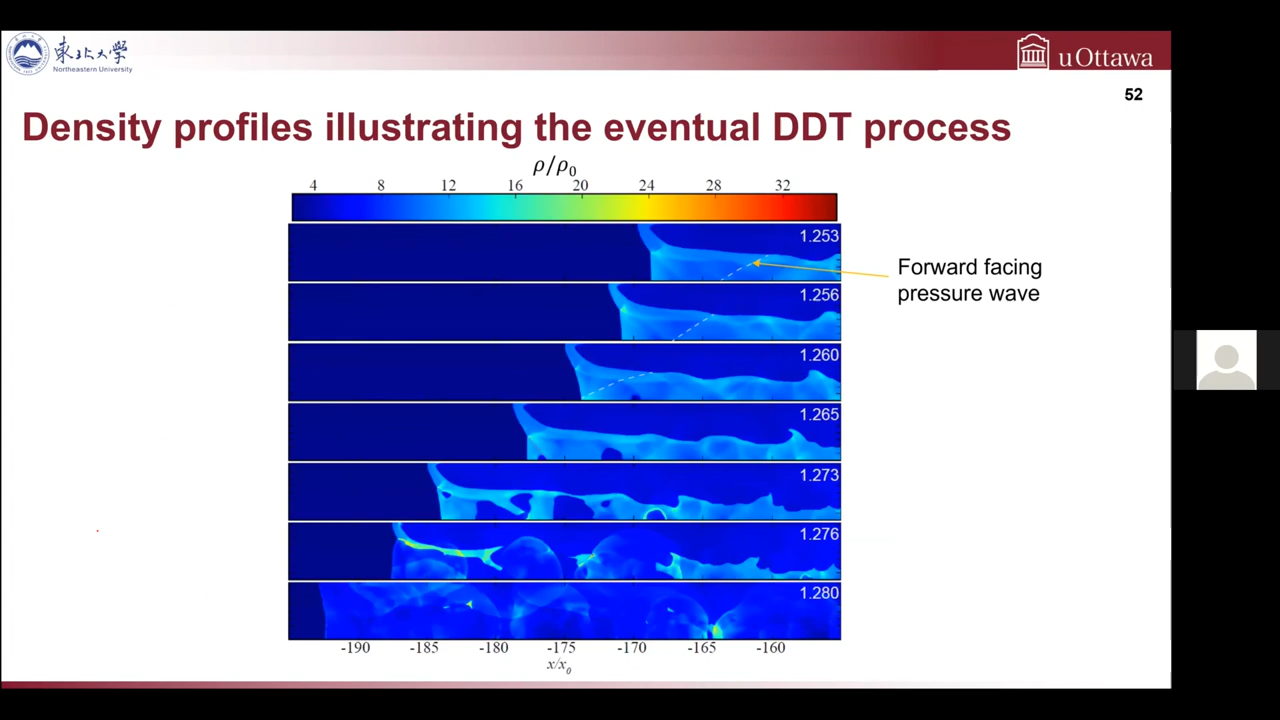 東北大学
Northeastern University
uOttawa
52
Density profiles illustrating the eventual DDT process
ρ/ρ0
4 8 12 16 20 24 28 32
1.253
Forward facing
pressure wave
1.256
1.260
1.265
1.273
1.276
1.280
-190 -185 -180 -175 -170 -165 -160
x/x0